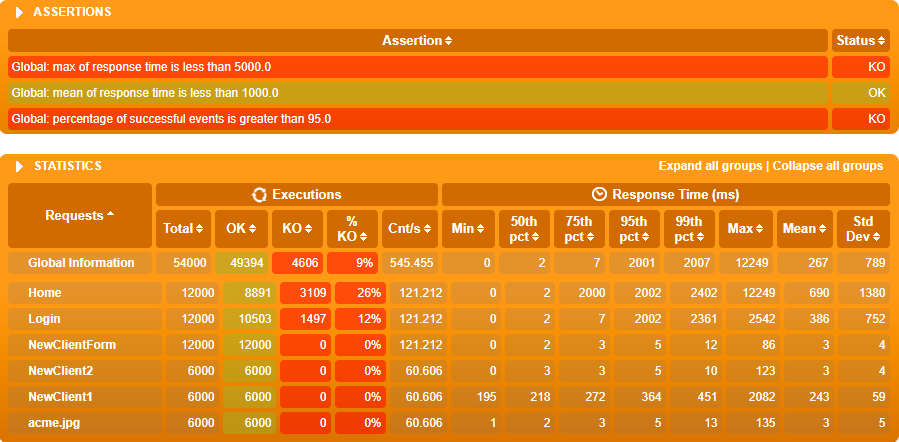 ASSERTIONS
Assertion Status
Global: max of response time is less than 5000.0 KO
Global: mean of response time is less than 1000.0 OK
Global: percentage of successful events is greater than 95.0 KO
STATISTICS Expand all groups | Collapse all groups
Requests Executions Response Time (ms)
Total OK KO % KO Cnt/s Min 50th pct 75th pct 95th pct 99th pct Max Mean Std Dev
Global Information 54000 49394 4606 9% 545.455 0 2 7 2001 2007 12249 267 789
Home 12000 8891 3109 26% 121.212 0 2 2000 2002 2402 12249 690 1380
Login 12000 10503 1497 12% 121.212 0 2 7 2002 2361 2542 386 752
NewClientForm 12000 12000 0 0% 121.212 0 2 3 5 12 86 3 4
NewClient2 6000 6000 0 0% 60.606 0 3 3 5 10 123 3 4
NewClient1 6000 6000 0 0% 60.606 195 218 272 364 451 2082 243 59
acme.jpg 6000 6000 0 0% 60.606 1 2 3 5 13 135 3 5